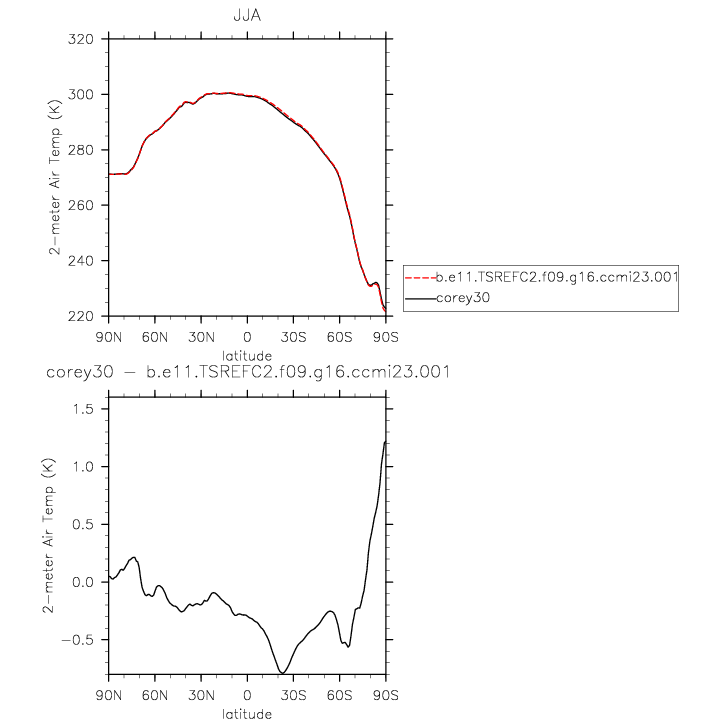 JJA
320
300
280
260
240
220
2-meter Air Temp (K)
90N 60N 30N 0 30S 60S 90S
latitude
b.e11.TSREFC2.f09.g16.ccmi23.001
corey30
corey30 - b.e11.TSREFC2.f09.g16.ccmi23.001
1.5
1.0
0.5
0.0
-0.5
2-meter Air Temp (K)
90N 60N 30N 0 30S 60S 90S
latitude